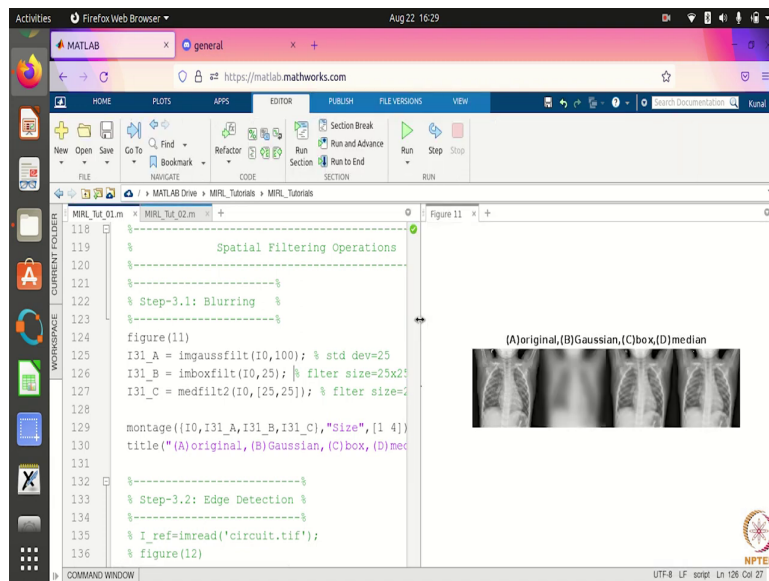 Activities Firefox Web Browser Aug 22 16:29
MATLAB × general × +
https://matlab.mathworks.com
HOME PLOTS APPS EDITOR PUBLISH FILE VERSIONS VIEW Search Documentation Kunal
New Open Save Go To Find Bookmark Refactor Run Section Section Break Run and Advance Run to End Run Step Stop
FILE NAVIGATE CODE SECTION RUN
/ › MATLAB Drive › MIRL_Tutorials › MIRL_Tutorials
CURRENT FOLDER
WORKSPACE
MIRL_Tut_01.m × MIRL_Tut_02.m × + Figure 11 × +
118 %----------------------------------------
119 % Spatial Filtering Operations
120 %----------------------------------------
121 %--------------------%
122 % Step-3.1: Blurring %
123 %--------------------%
124 figure(11)
125 I31_A = imgaussfilt(I0,100); % std dev=25
126 I31_B = imboxfilt(I0,25); % flter size=25x25
127 I31_C = medfilt2(I0,[25,25]); % flter size=2
128
129 montage({I0,I31_A,I31_B,I31_C},"Size",[1 4])
130 title("(A)original,(B)Gaussian,(C)box,(D)med
131
132 %------------------------%
133 % Step-3.2: Edge Detection %
134 %------------------------%
135 % I_ref=imread('circuit.tif');
136 % figure(12)
(A)original,(B)Gaussian,(C)box,(D)median
NPTEL
COMMAND WINDOW UTF-8 LF script Ln 126 Col 27